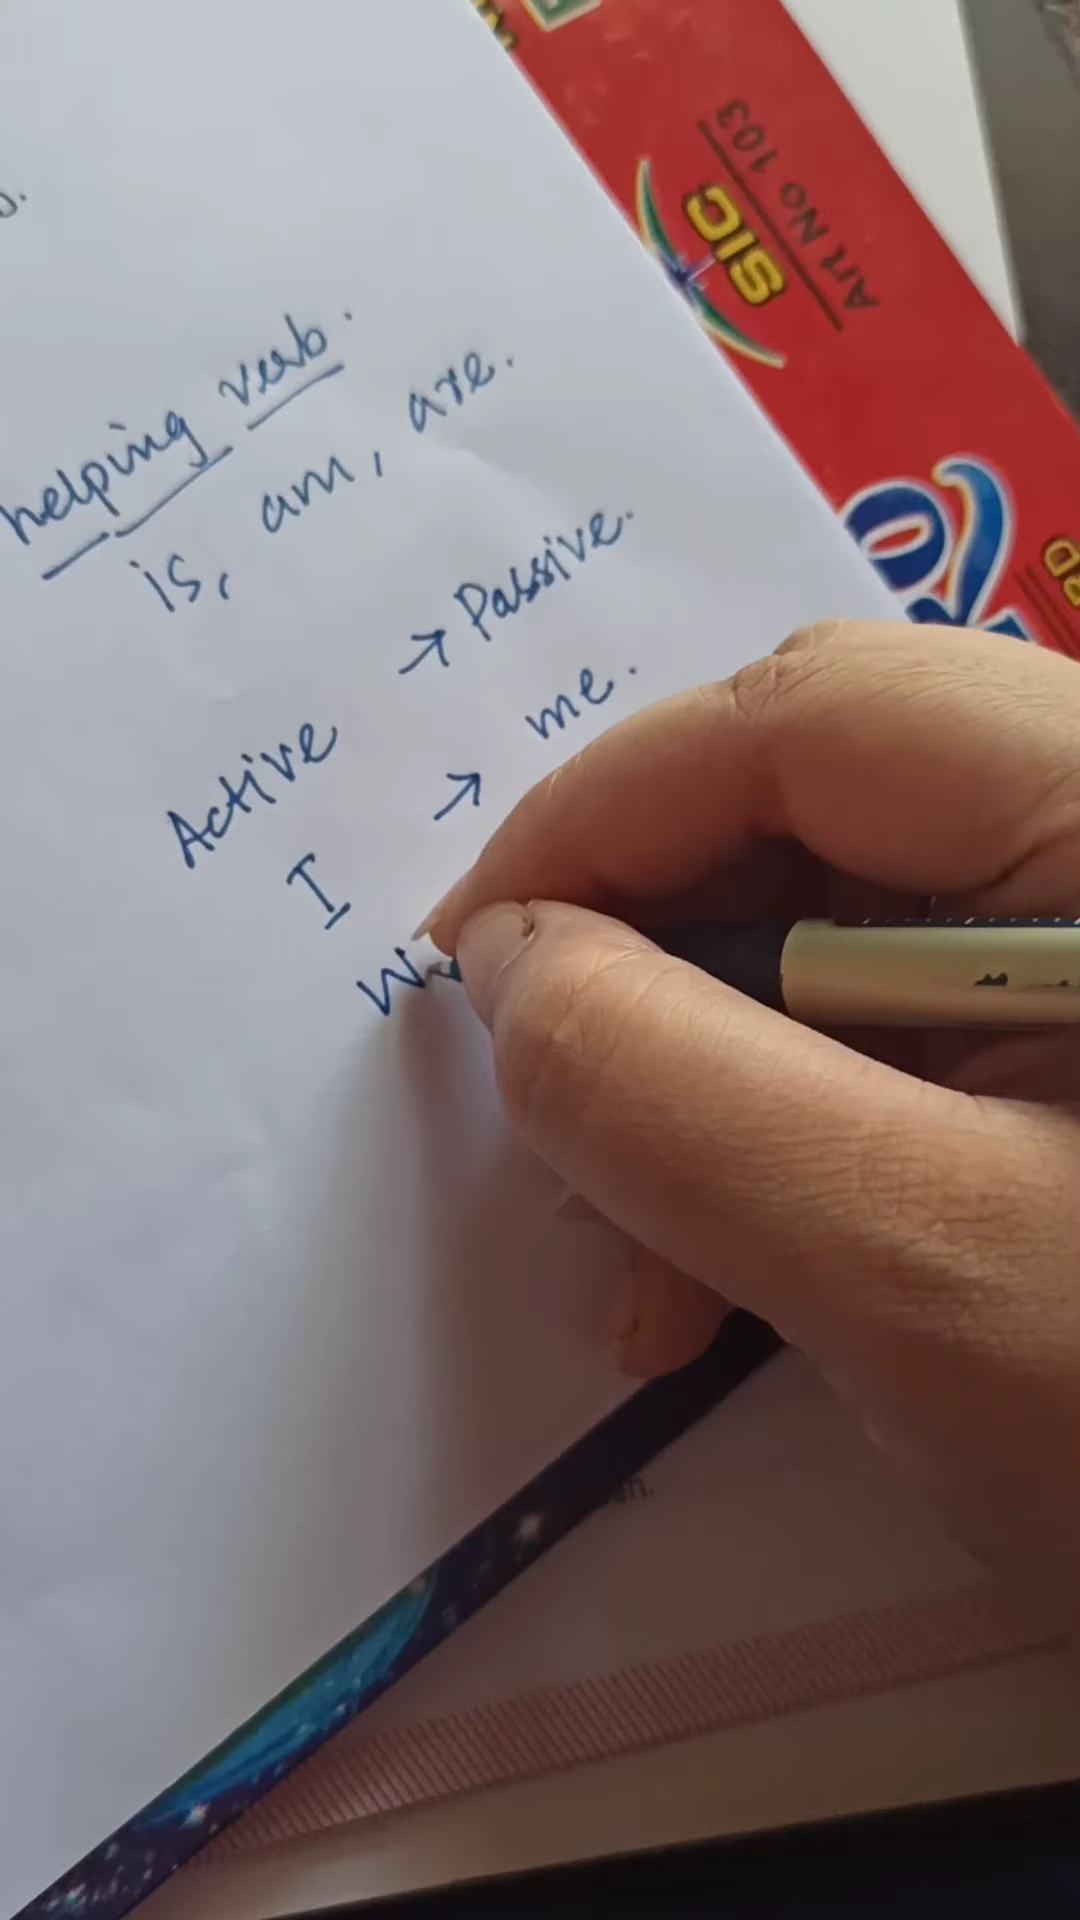 helping verb.
is, am, are.
Active → Passive.
I → me.
W
SIC
Art No 103